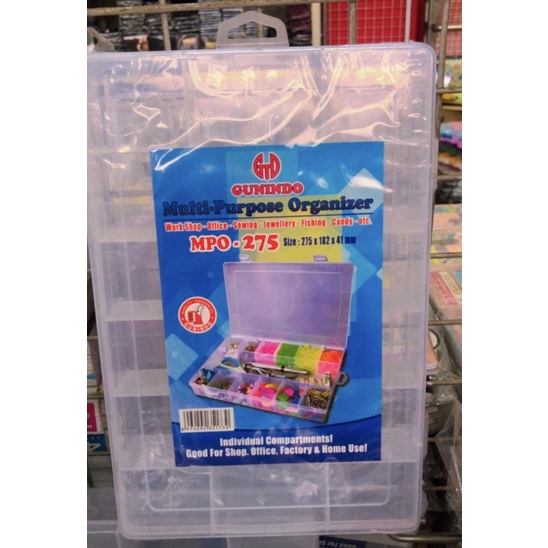 GUNINDO
Multi-Purpose Organizer
Work Shop - Office - Sewing - Jewellery - Fishing - Candy - etc.
MPO - 275 Size : 275 x 182 x 41 mm
GUNINDO
Individual Compartments!
Good For Shop, Office, Factory & Home Use!